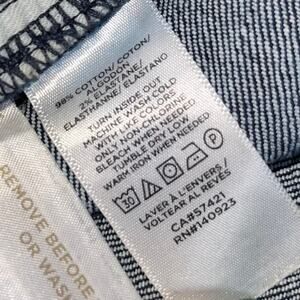 98% COTTON/ COTON/
ALGODON
2% ELASTANE/
ELASTHANNE/ ELASTANO
TURN INSIDE OUT
MACHINE WASH COLD
WITH LIKE COLORS
ONLY NON-CHLORINE
BLEACH WHEN NEEDED
TUMBLE DRY LOW
WARM IRON WHEN NEEDED
30
P
LAVER À L'ENVERS/
VOLTEAR AL REYÉS
CA#57421
RN#140923
REMOVE BEFORE
OR WASH